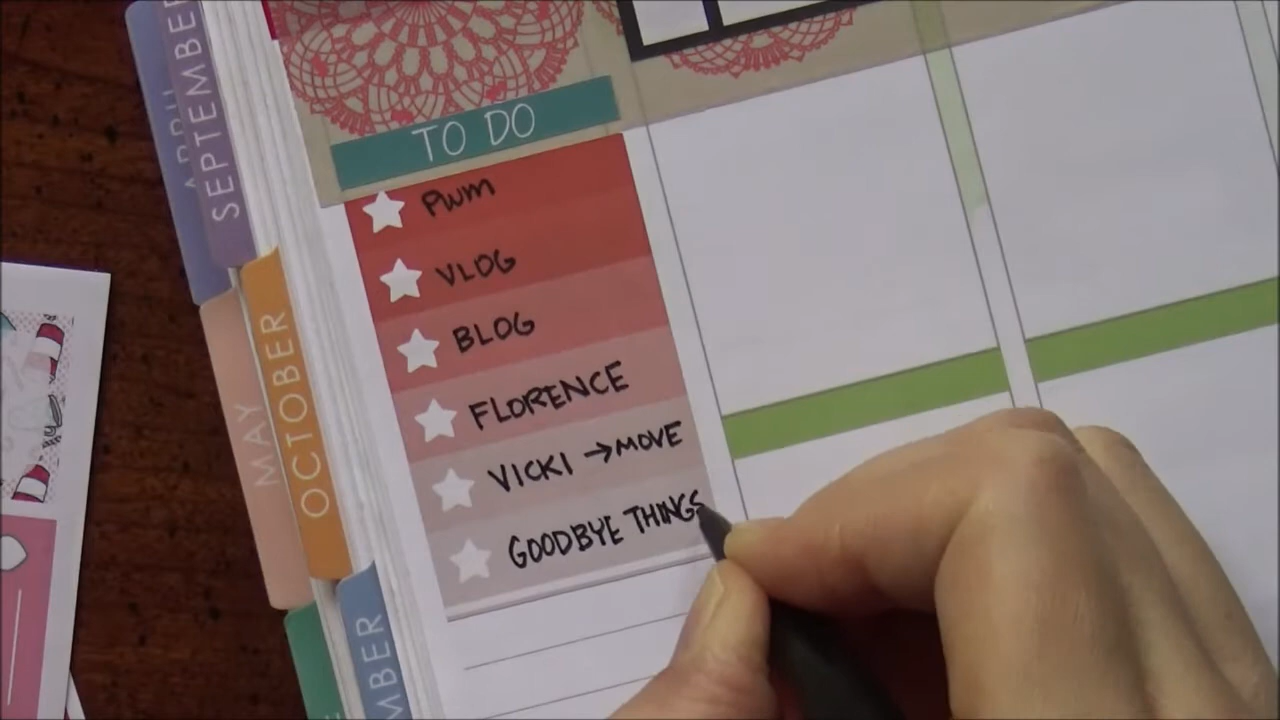 APRIL
SEPTEMBER
MAY
OCTOBER
MBER
TO DO
PWM
VLOG
BLOG
FLORENCE
VICKI → MOVE
GOODBYE THINGS